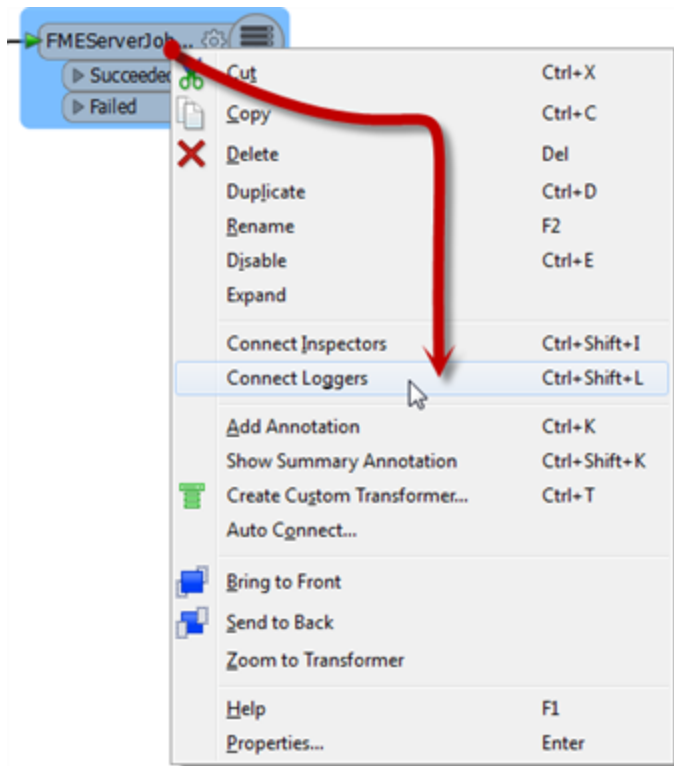 FMEServerJob...
Succeeded
Failed
Cut Ctrl+X
Copy Ctrl+C
Delete Del
Duplicate Ctrl+D
Rename F2
Disable Ctrl+E
Expand
Connect Inspectors Ctrl+Shift+I
Connect Loggers Ctrl+Shift+L
Add Annotation Ctrl+K
Show Summary Annotation Ctrl+Shift+K
Create Custom Transformer... Ctrl+T
Auto Connect...
Bring to Front
Send to Back
Zoom to Transformer
Help F1
Properties... Enter